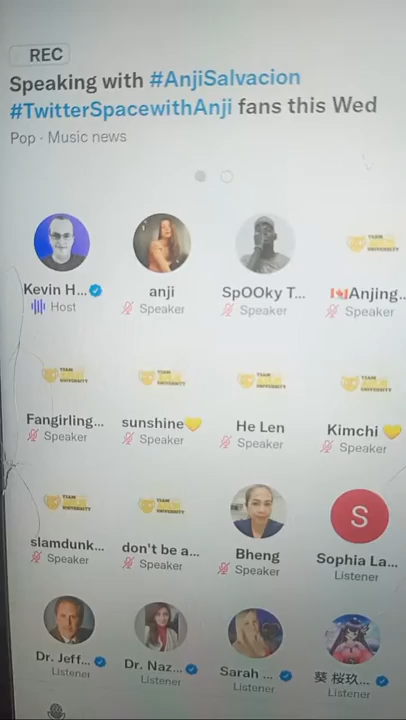 REC
Speaking with #AnjiSalvacion
#TwitterSpacewithAnji fans this Wed
Pop · Music news
Kevin H... anji SpOOky T... Anjing...
Host Speaker Speaker Speaker
Fangirling... sunshine💛 He Len Kimchi 💛
Speaker Speaker Speaker Speaker
slamdunk... don't be a... Bheng Sophia La...
Speaker Speaker Speaker Listener
S
Dr. Jeff... Dr. Naz... Sarah ... 葵 桜玖...
Listener Listener Listener Listener